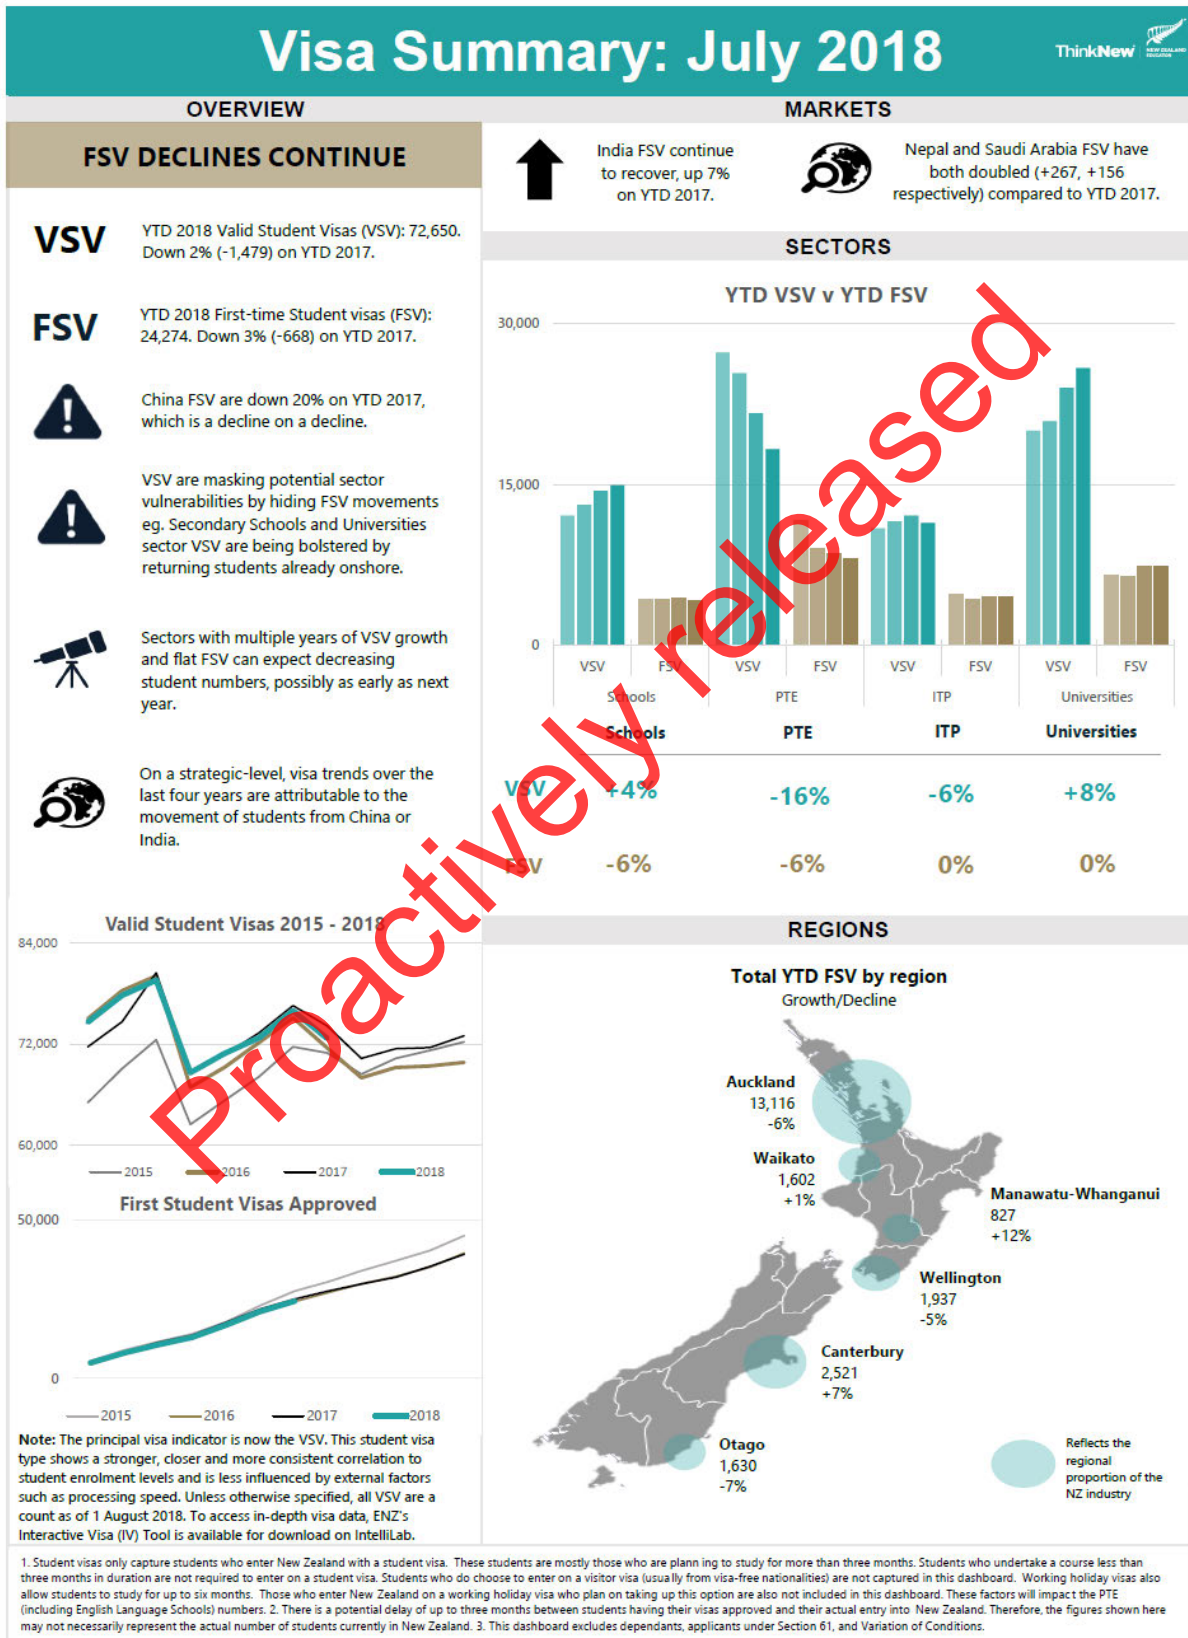 Visa Summary: July 2018
ThinkNew
NEW ZEALAND
EDUCATION
OVERVIEW
FSV DECLINES CONTINUE
VSV
YTD 2018 Valid Student Visas (VSV): 72,650.
Down 2% (-1,479) on YTD 2017.
FSV
YTD 2018 First-time Student visas (FSV):
24,274. Down 3% (-668) on YTD 2017.
China FSV are down 20% on YTD 2017,
which is a decline on a decline.
VSV are masking potential sector
vulnerabilities by hiding FSV movements
eg. Secondary Schools and Universities
sector VSV are being bolstered by
returning students already onshore.
Sectors with multiple years of VSV growth
and flat FSV can expect decreasing
student numbers, possibly as early as next
year.
On a strategic-level, visa trends over the
last four years are attributable to the
movement of students from China or
India.
Valid Student Visas 2015 - 2018
84,000
72,000
60,000
2015 2016 2017 2018
First Student Visas Approved
50,000
0
2015 2016 2017 2018
Note: The principal visa indicator is now the VSV. This student visa
type shows a stronger, closer and more consistent correlation to
student enrolment levels and is less influenced by external factors
such as processing speed. Unless otherwise specified, all VSV are a
count as of 1 August 2018. To access in-depth visa data, ENZ's
Interactive Visa (IV) Tool is available for download on IntelliLab.
MARKETS
India FSV continue
to recover, up 7%
on YTD 2017.
Nepal and Saudi Arabia FSV have
both doubled (+267, +156
respectively) compared to YTD 2017.
SECTORS
YTD VSV v YTD FSV
30,000
15,000
0
VSV FSV VSV FSV VSV FSV VSV FSV
Schools PTE ITP Universities
Schools PTE ITP Universities
VSV +4% -16% -6% +8%
FSV -6% -6% 0% 0%
REGIONS
Total YTD FSV by region
Growth/Decline
Auckland
13,116
-6%
Waikato
1,602
+1%
Manawatu-Whanganui
827
+12%
Wellington
1,937
-5%
Canterbury
2,521
+7%
Otago
1,630
-7%
Reflects the
regional
proportion of the
NZ industry
Proactively released
1. Student visas only capture students who enter New Zealand with a student visa. These students are mostly those who are plann ing to study for more than three months. Students who undertake a course less than
three months in duration are not required to enter on a student visa. Students who do choose to enter on a visitor visa (usually from visa-free nationalities) are not captured in this dashboard. Working holiday visas also
allow students to study for up to six months. Those who enter New Zealand on a working holiday visa who plan on taking up this option are also not included in this dashboard. These factors will impact the PTE
(including English Language Schools) numbers. 2. There is a potential delay of up to three months between students having their visas approved and their actual entry into New Zealand. Therefore, the figures shown here
may not necessarily represent the actual number of students currently in New Zealand. 3. This dashboard excludes dependants, applicants under Section 61, and Variation of Conditions.